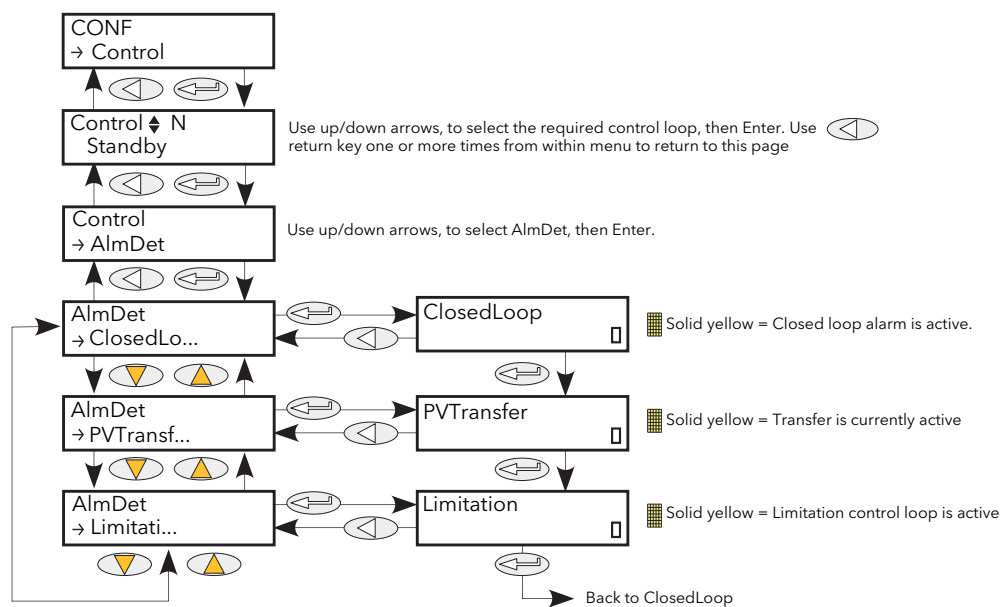 CONF
→ Control
Control ♦ N
Standby
Use up/down arrows, to select the required control loop, then Enter. Use
return key one or more times from within menu to return to this page
Control
→ AlmDet
Use up/down arrows, to select AlmDet, then Enter.
AlmDet
→ ClosedLo...
ClosedLoop
Solid yellow = Closed loop alarm is active.
AlmDet
→ PVTransf...
PVTransfer
Solid yellow = Transfer is currently active
AlmDet
→ Limitati...
Limitation
Solid yellow = Limitation control loop is active
Back to ClosedLoop